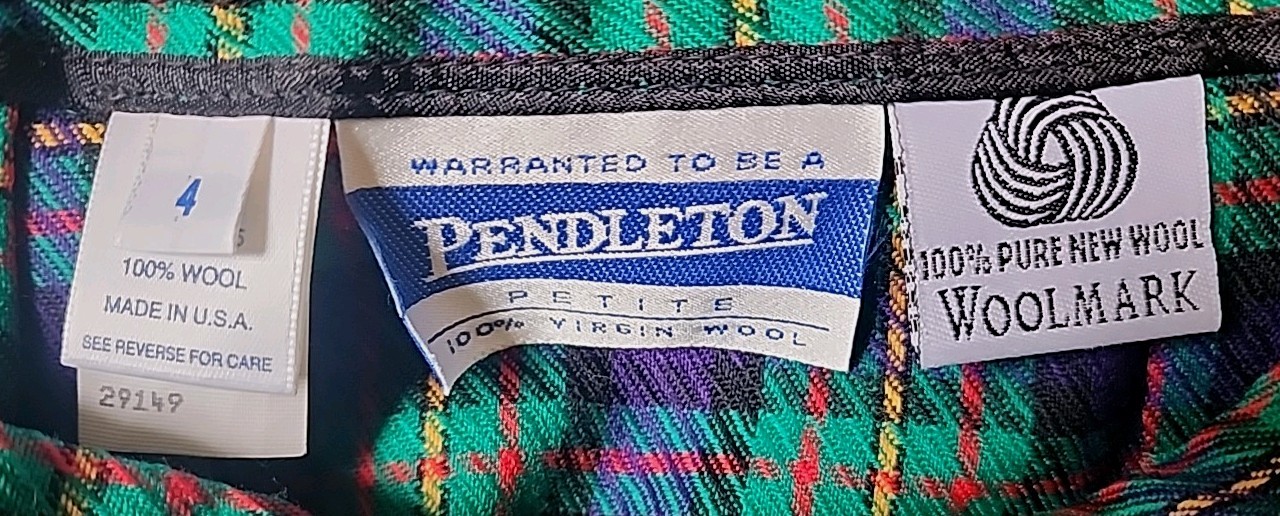 4
5
100% WOOL
MADE IN U.S.A.
SEE REVERSE FOR CARE
29149
WARRANTED TO BE A
PENDLETON
PETITE
100% VIRGIN WOOL
100% PURE NEW WOOL
WOOLMARK